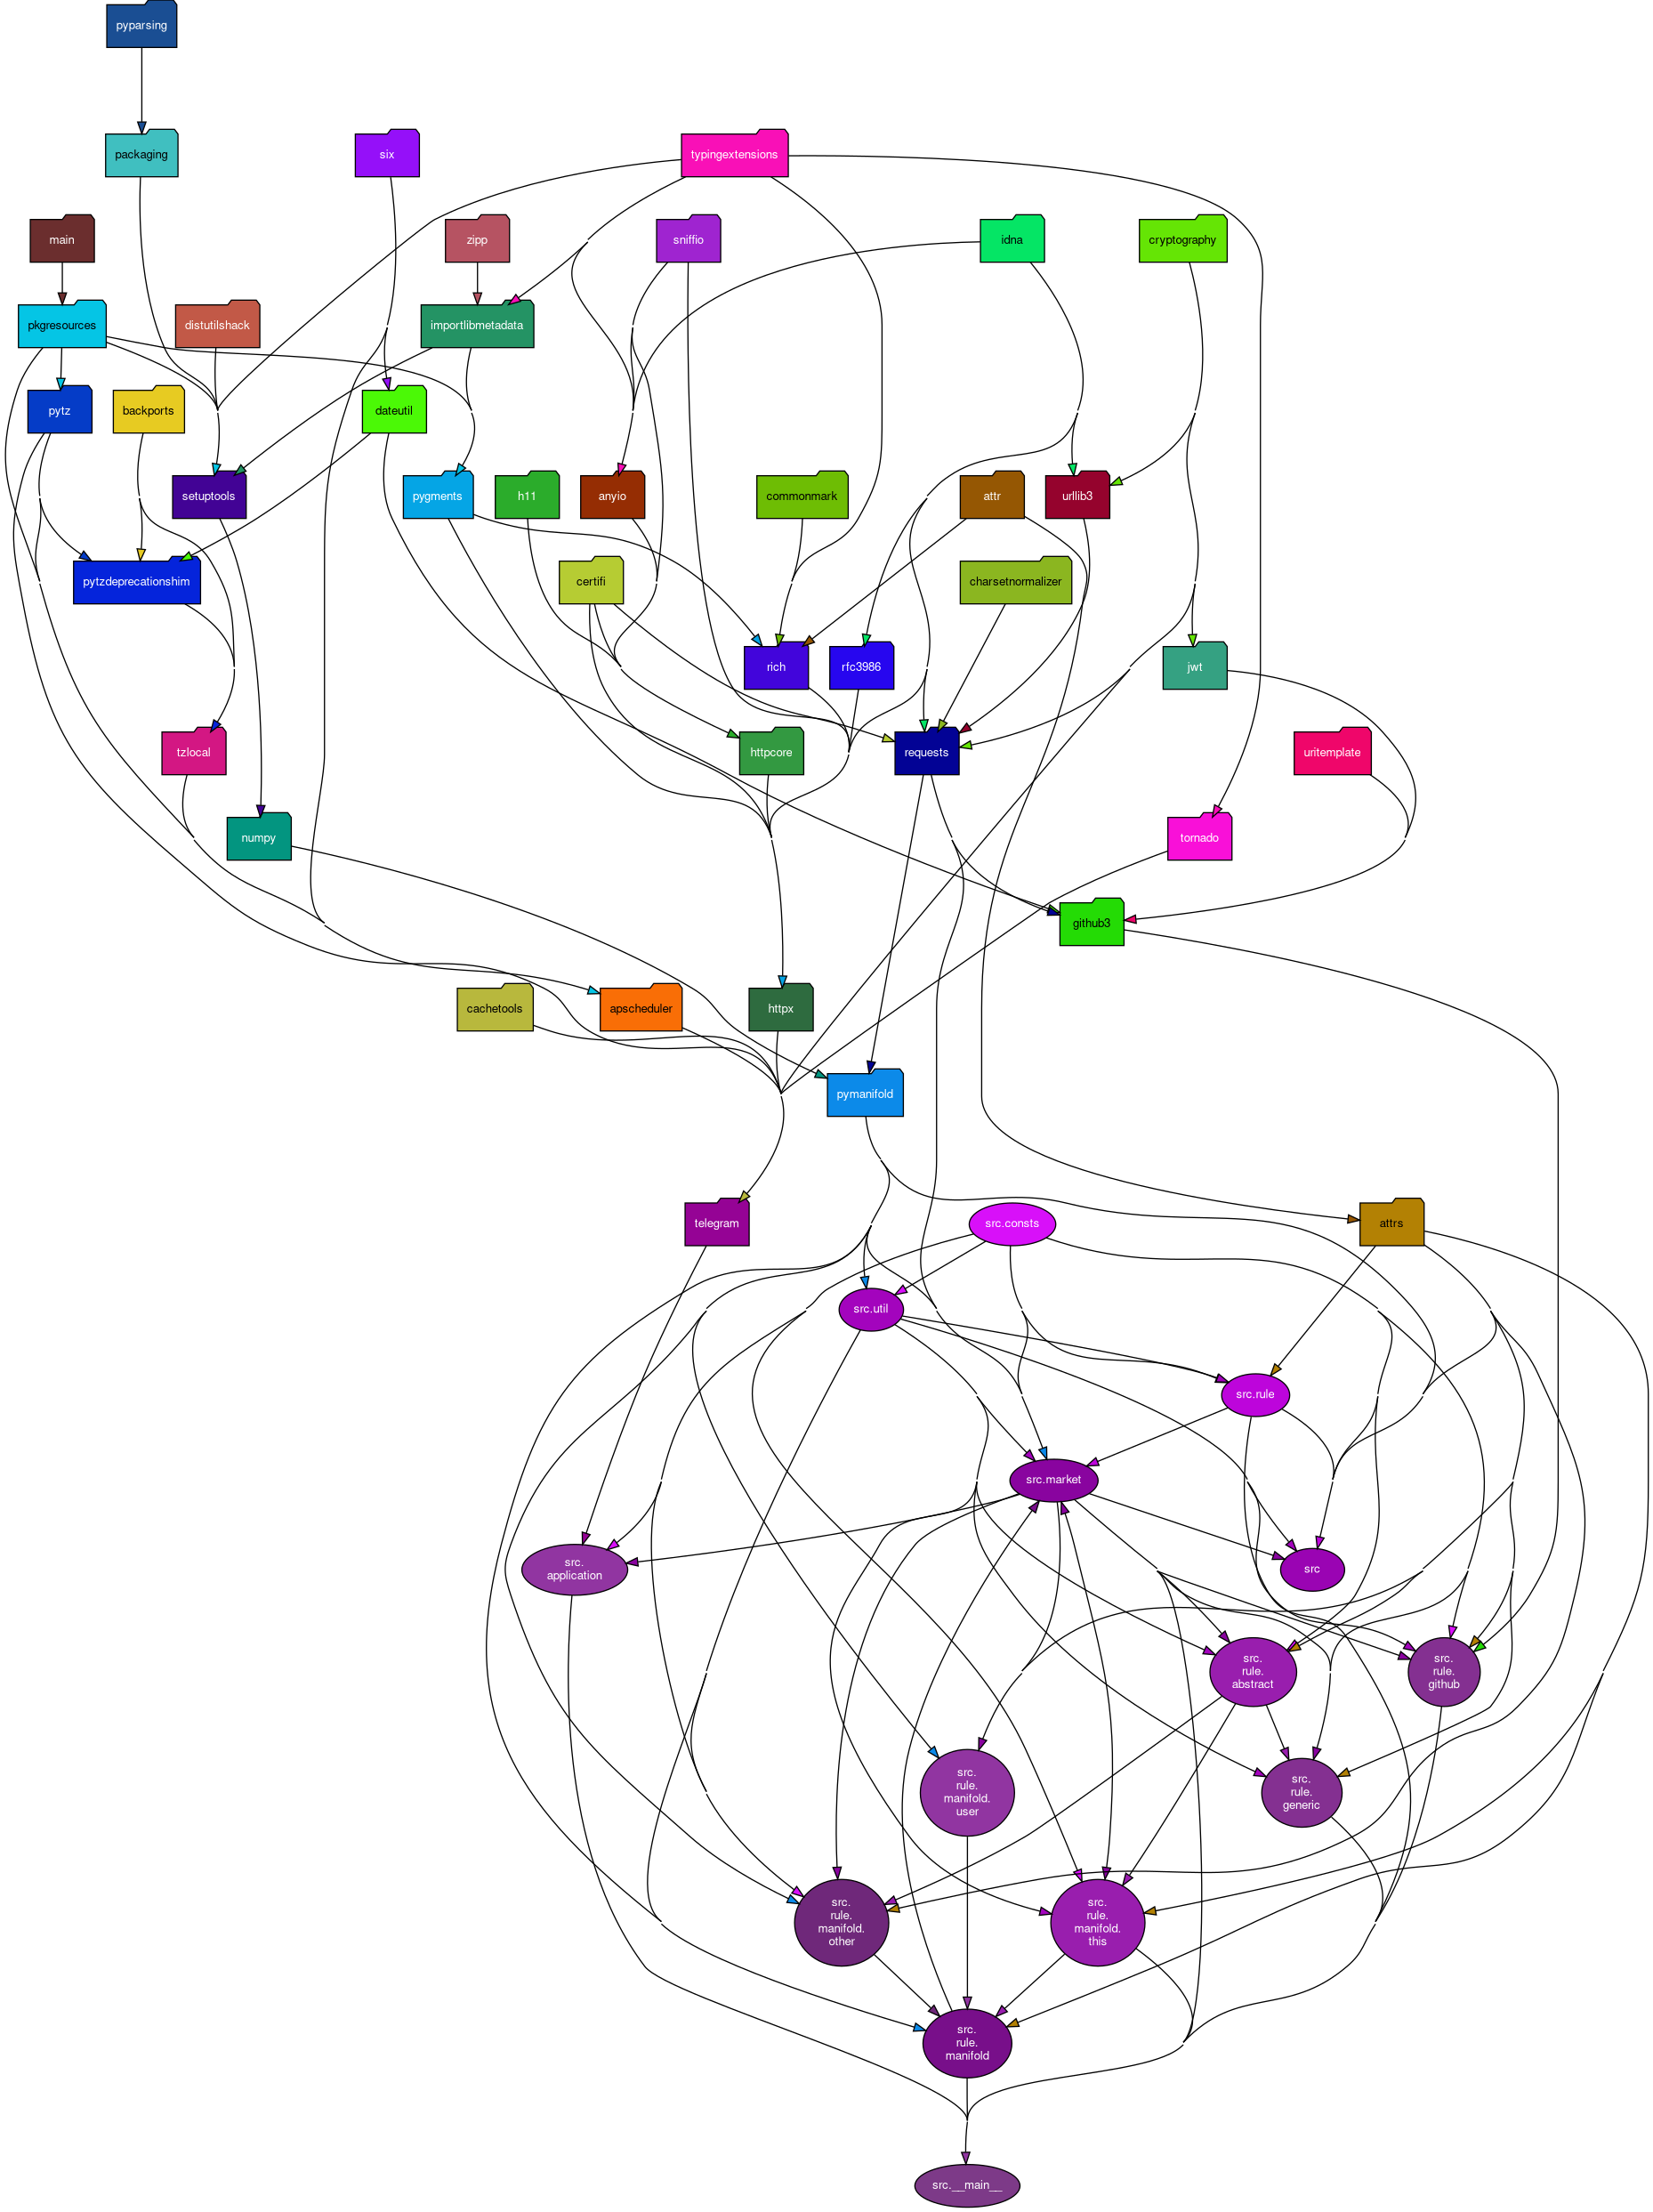 pyparsing
packaging
six
typingextensions
main
zipp
sniffio
idna
cryptography
pkgresources
distutilshack
importlibmetadata
pytz
backports
dateutil
setuptools
pygments
h11
anyio
commonmark
attr
urllib3
pytzdeprecationshim
certifi
charsetnormalizer
rich
rfc3986
jwt
tzlocal
httpcore
requests
uritemplate
numpy
tornado
github3
cachetools
apscheduler
httpx
pymanifold
telegram
src.consts
attrs
src.util
src.rule
src.market
src.
application
src
src.
rule.
abstract
src.
rule.
github
src.
rule.
manifold.
user
src.
rule.
generic
src.
rule.
manifold.
other
src.
rule.
manifold.
this
src.
rule.
manifold
src.__main__